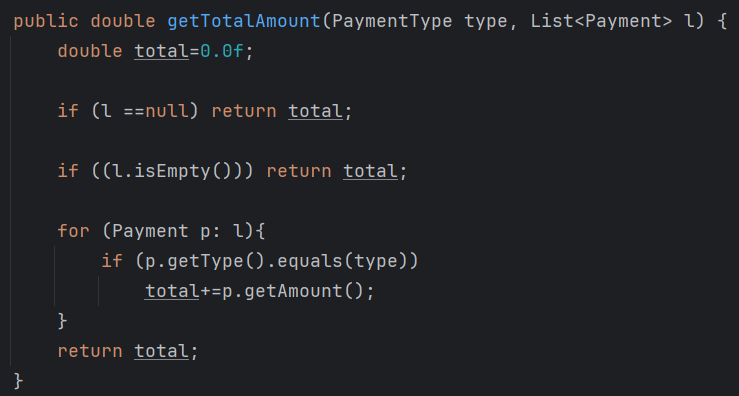 public double getTotalAmount(PaymentType type, List<Payment> l) {
    double total=0.0f;
    if (l ==null) return total;
    if ((l.isEmpty())) return total;
    for (Payment p: l){
        if (p.getType().equals(type))
            total+=p.getAmount();
    }
    return total;
}